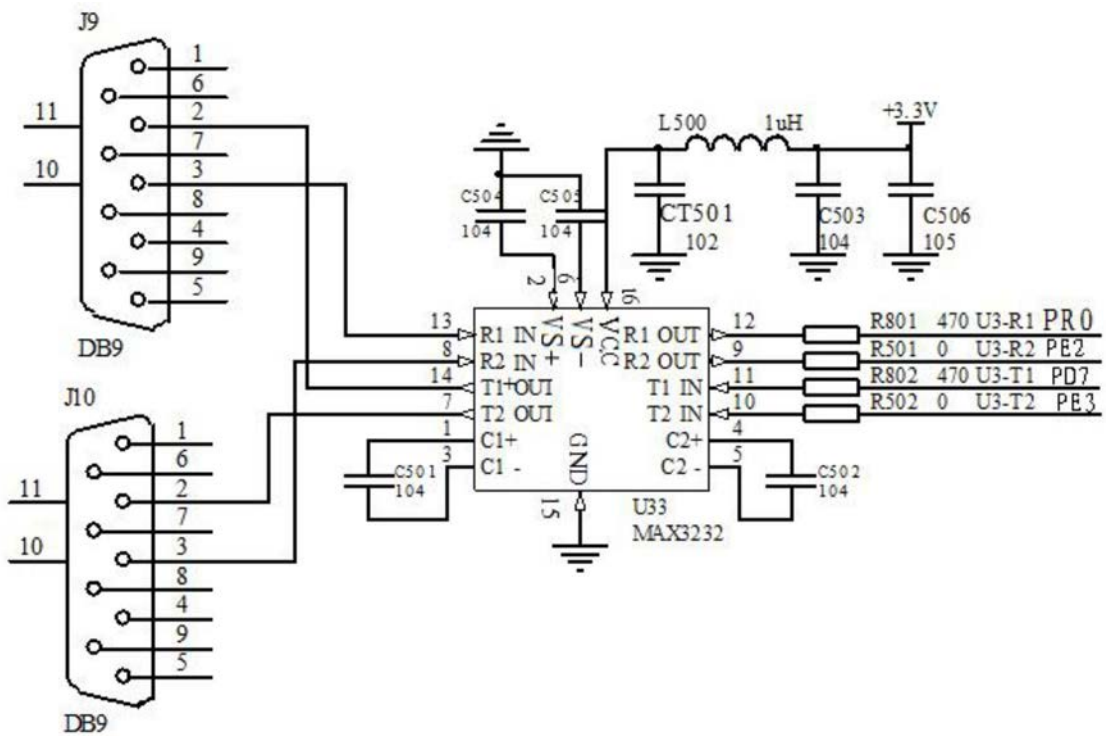 J9
1
6
11
2
7
10
3
8
4
9
5
DB9
J10
1
6
11
2
7
10
3
8
4
9
5
DB9
+3.3V
L500 1uH
C504
104
C505
104
CT501
102
C503
104
C506
105
2 6 16
VS+ VS- VCC
13 R1 IN R1 OUT 12 R801 470 U3-R1 PR0
8 R2 IN R2 OUT 9 R501 0 U3-R2 PE2
14 T1+OUI T1 IN 11 R802 470 U3-T1 PD7
7 T2 OUI T2 IN 10 R502 0 U3-T2 PE3
1 C1+ C2+ 4
3 C1 - C2 - 5
C501
104
C502
104
GND
15
U33
MAX3232